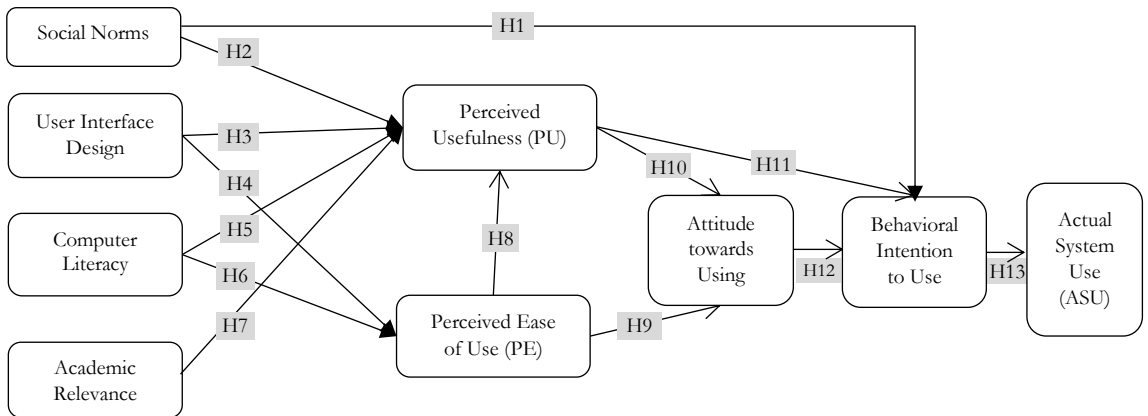 Social Norms
H1
H2
User Interface
Design
H3
H4
Perceived
Usefulness (PU)
H10
H11
Computer
Literacy
H5
H6
H7
H8
Attitude
towards
Using
H12
Behavioral
Intention
to Use
H13
Actual
System
Use
(ASU)
Academic
Relevance
Perceived Ease
of Use (PE)
H9